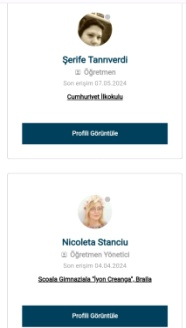 Şerife Tanrıverdi
Öğretmen
Son erişim 07.05.2024
Cumhuriyet İlkokulu
Profili Görüntüle
Nicoleta Stanciu
Öğretmen Yönetici
Son erişim 04.04.2024
Scoala Gimnaziala "Iyon Creanga", Braila
Profili Görüntüle